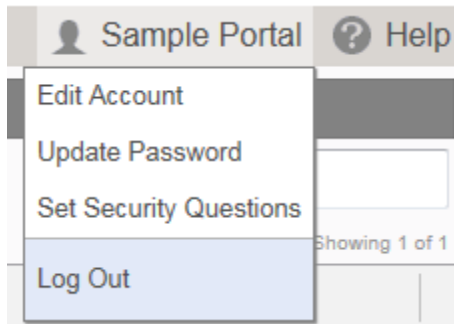 Sample Portal Help
Edit Account
Update Password
Set Security Questions
Showing 1 of 1
Log Out